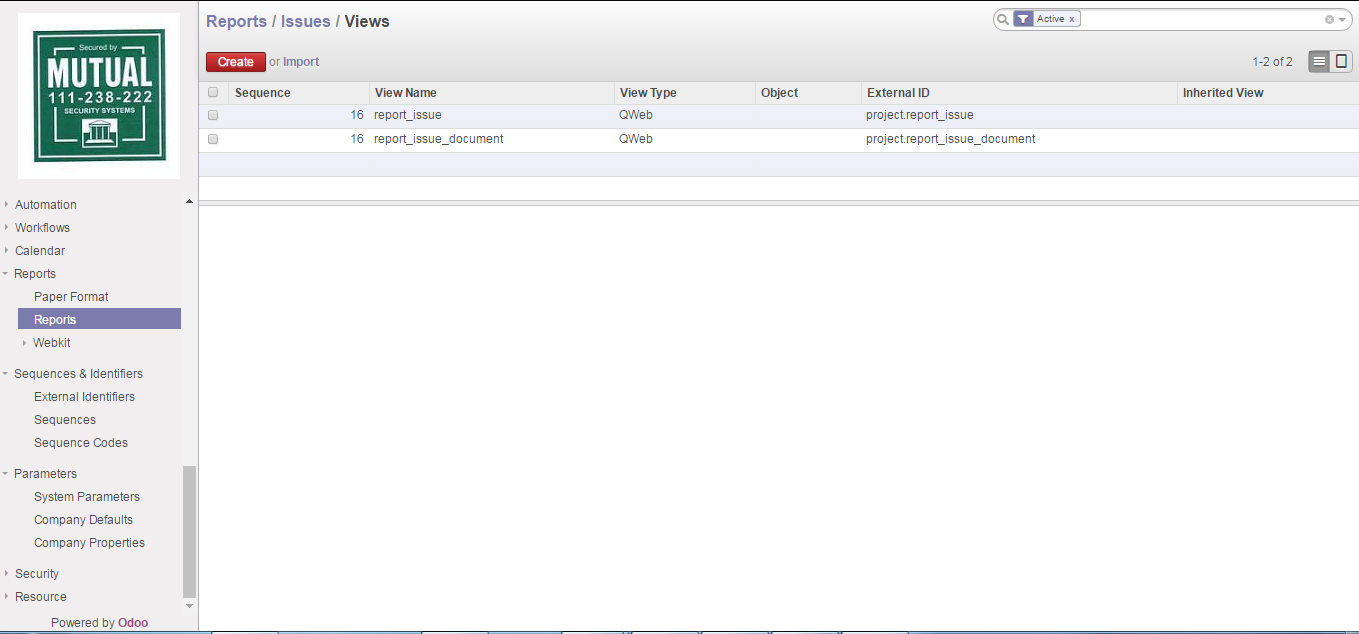 Secured by
MUTUAL
111-238-222
SECURITY SYSTEMS
Automation
Workflows
Calendar
Reports
Paper Format
Reports
Webkit
Sequences & Identifiers
External Identifiers
Sequences
Sequence Codes
Parameters
System Parameters
Company Defaults
Company Properties
Security
Resource
Powered by Odoo
Reports / Issues / Views
Active x
Create or Import
1-2 of 2
Sequence View Name View Type Object External ID Inherited View
16 report_issue QWeb project.report_issue
16 report_issue_document QWeb project.report_issue_document